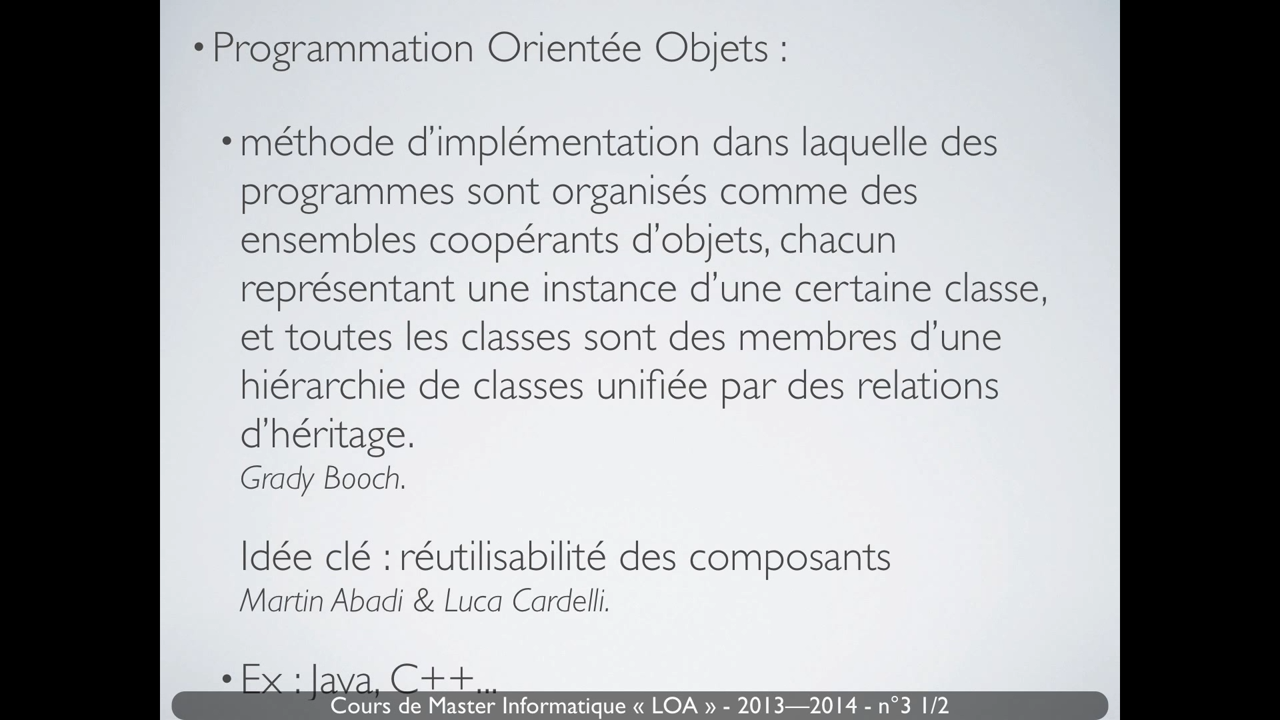 • Programmation Orientée Objets :
• méthode d’implémentation dans laquelle des
programmes sont organisés comme des
ensembles coopérants d’objets, chacun
représentant une instance d’une certaine classe,
et toutes les classes sont des membres d’une
hiérarchie de classes unifiée par des relations
d’héritage.
Grady Booch.
Idée clé : réutilisabilité des composants
Martin Abadi & Luca Cardelli.
• Ex : Java, C++...
Cours de Master Informatique « LOA » - 2013—2014 - n°3 1/2